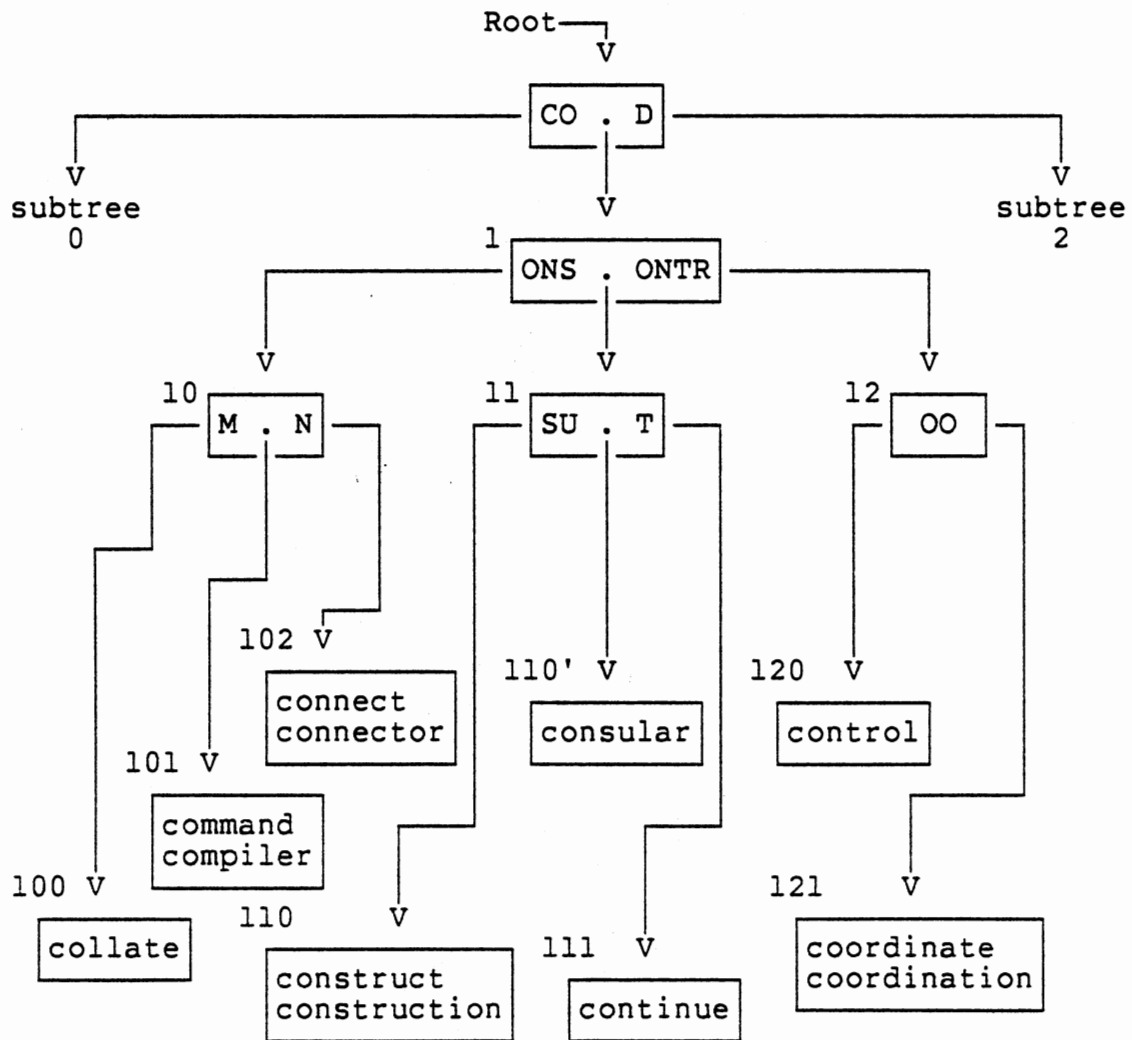 Root
CO . D
subtree
0
subtree
2
1
ONS . ONTR
10
M . N
11
SU . T
12
OO
102
connect
connector
110'
consular
120
control
101
command
compiler
100
collate
110
construct
construction
111
continue
121
coordinate
coordination